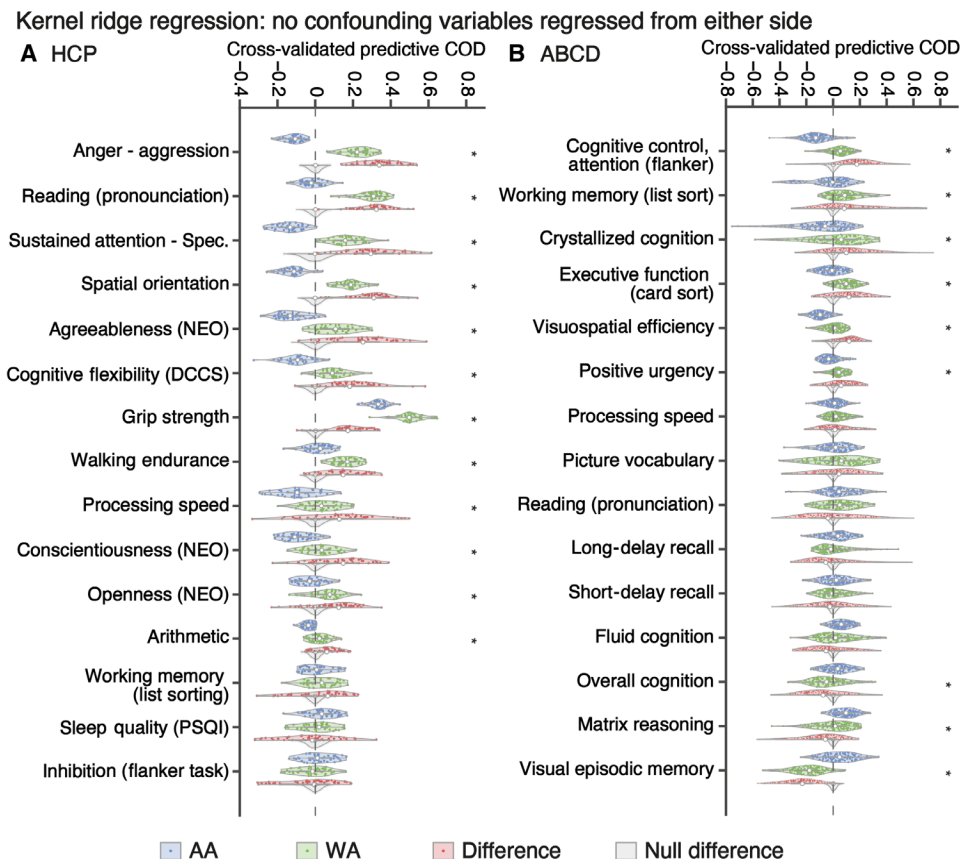 Kernel ridge regression: no confounding variables regressed from either side
A HCP
Cross-validated predictive COD
-0.4 -0.2 0 0.2 0.4 0.6 0.8
Anger - aggression
*
Reading (pronounciation)
*
Sustained attention - Spec.
*
Spatial orientation
*
Agreeableness (NEO)
*
Cognitive flexibility (DCCS)
*
Grip strength
*
Walking endurance
*
Processing speed
*
Conscientiousness (NEO)
*
Openness (NEO)
*
Arithmetic
*
Working memory
(list sorting)
Sleep quality (PSQI)
Inhibition (flanker task)
B ABCD
Cross-validated predictive COD
-0.8 -0.6 -0.4 -0.2 0 0.2 0.4 0.6 0.8
Cognitive control,
attention (flanker)
*
Working memory (list sort)
*
Crystallized cognition
*
Executive function
(card sort)
*
Visuospatial efficiency
*
Positive urgency
*
Processing speed
Picture vocabulary
Reading (pronunciation)
Long-delay recall
Short-delay recall
Fluid cognition
Overall cognition
*
Matrix reasoning
*
Visual episodic memory
*
AA WA Difference Null difference